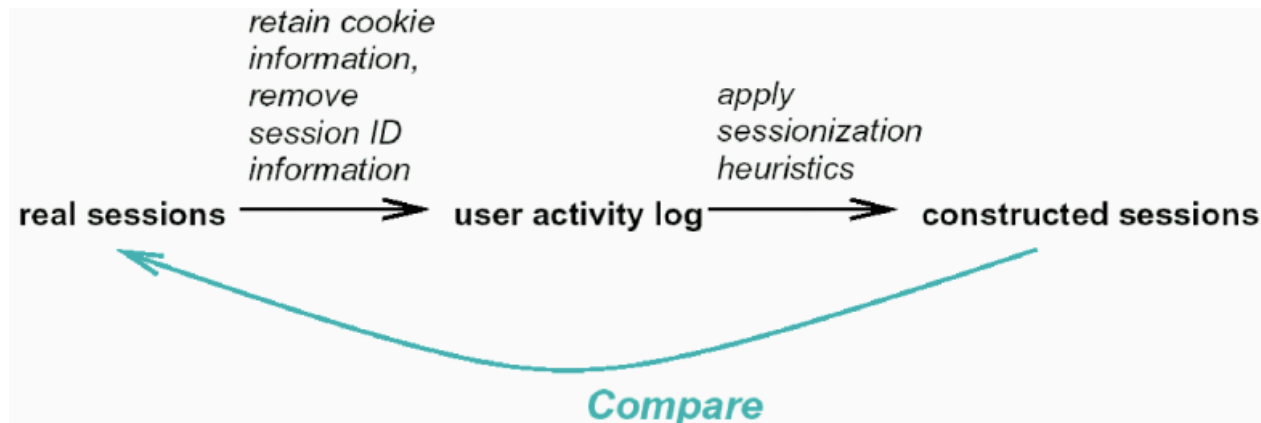 retain cookie
information,
remove
session ID
information
apply
sessionization
heuristics
real sessions
user activity log
constructed sessions
Compare